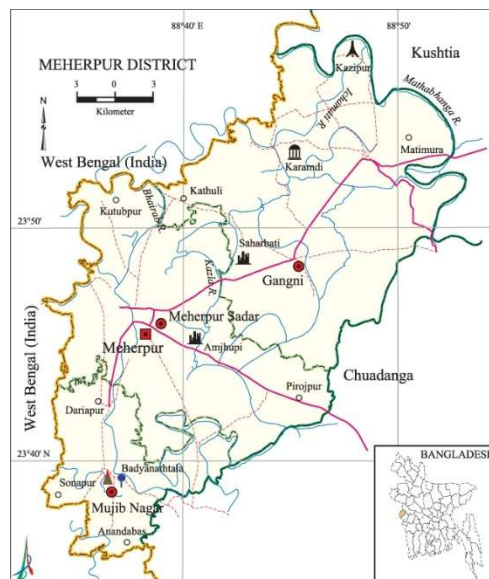 88°40' E
88°50'
Kushtia
MEHERPUR DISTRICT
3 0 3
Kilometer
N
Kazipur
Ichamati R.
Mathabhanga R.
Matimura
West Bengal (India)
Karamdi
Kathuli
Kutubpur
Bhairab R.
23°50'
Saharbati
Kazla R.
Gangni
Meherpur Sadar
Meherpur
Amjhupi
West Bengal (India)
Chuadanga
Pirojpur
Dariapur
23°40' N
Badyanathtala
Sonapur
Mujib Nagar
Anandabas
BANGLADESH